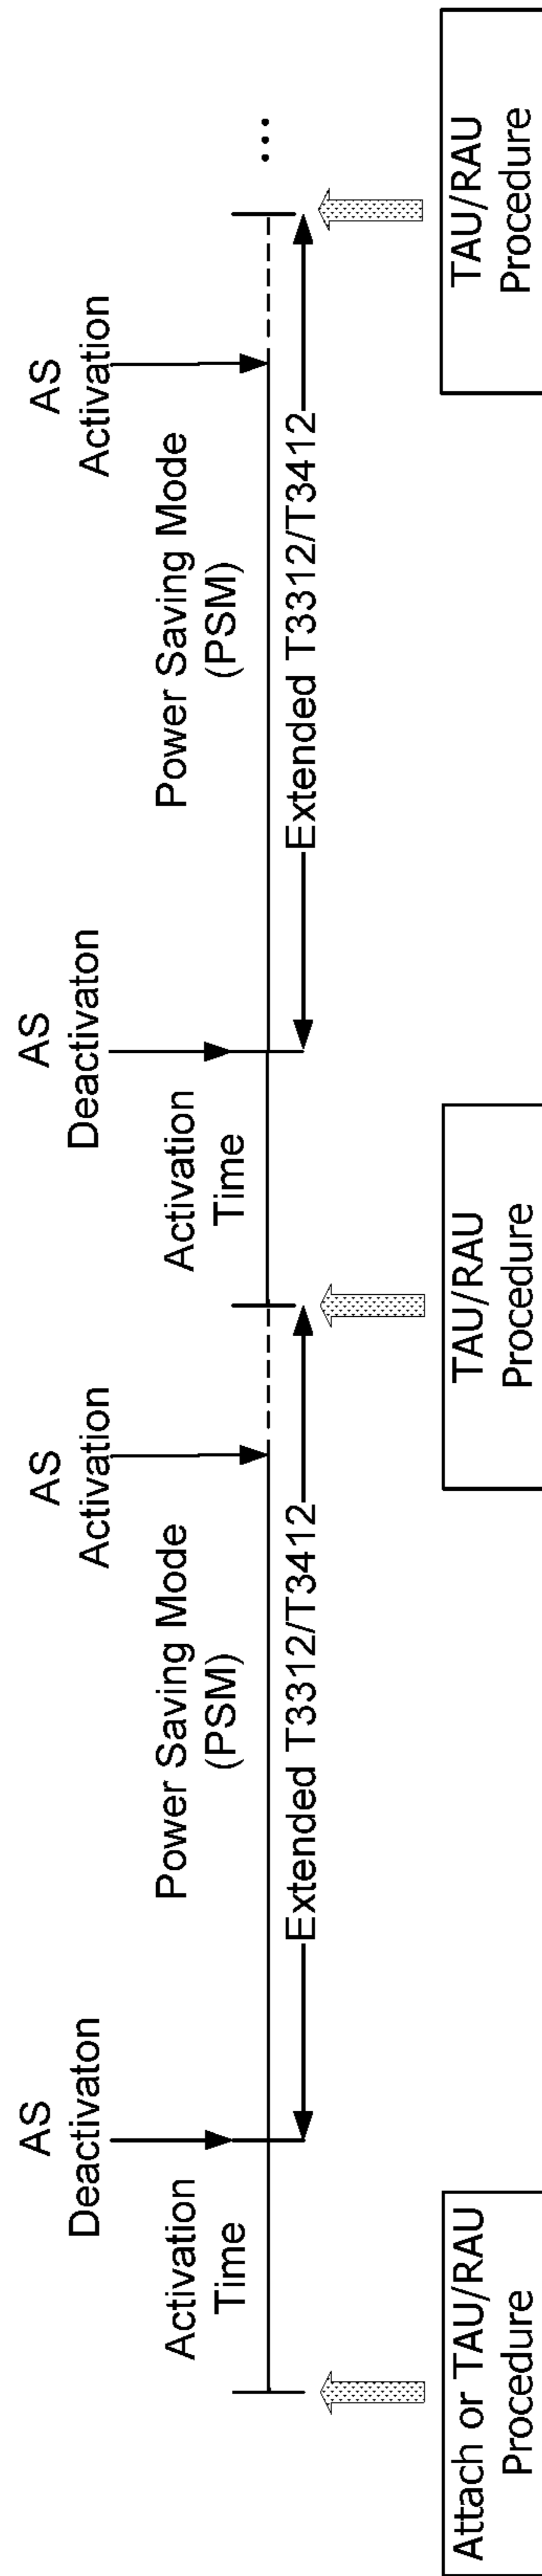 AS
Deactivaton
AS
Activation
AS
Deactivaton
AS
Activation
Activation
Time
Power Saving Mode
(PSM)
Activation
Time
Power Saving Mode
(PSM)
...
Extended T3312/T3412
Extended T3312/T3412
Attach or TAU/RAU
Procedure
TAU/RAU
Procedure
TAU/RAU
Procedure